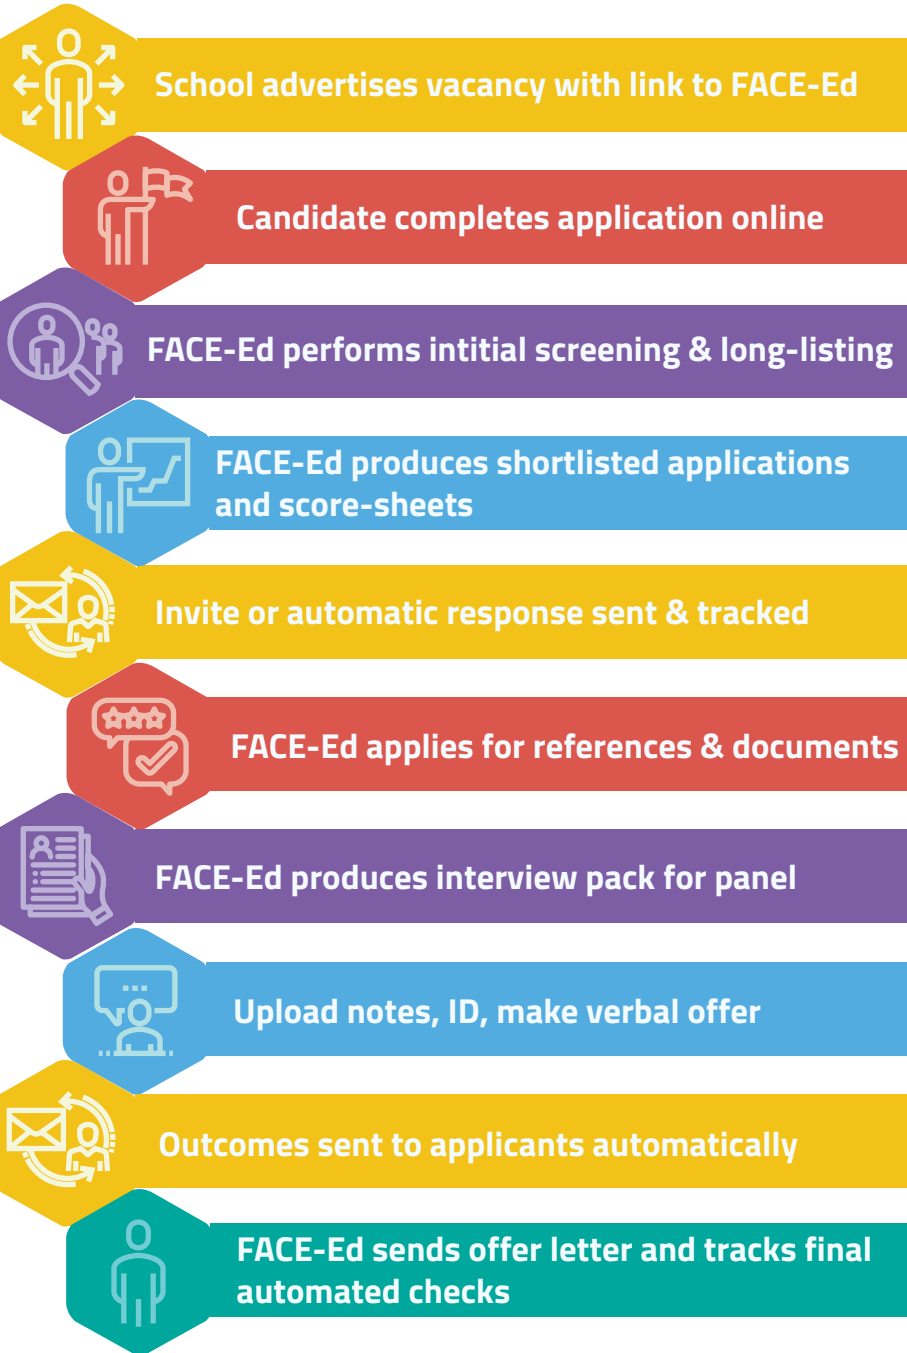 School advertises vacancy with link to FACE-Ed
Candidate completes application online
FACE-Ed performs intitial screening & long-listing
FACE-Ed produces shortlisted applications
and score-sheets
Invite or automatic response sent & tracked
FACE-Ed applies for references & documents
FACE-Ed produces interview pack for panel
Upload notes, ID, make verbal offer
Outcomes sent to applicants automatically
FACE-Ed sends offer letter and tracks final
automated checks